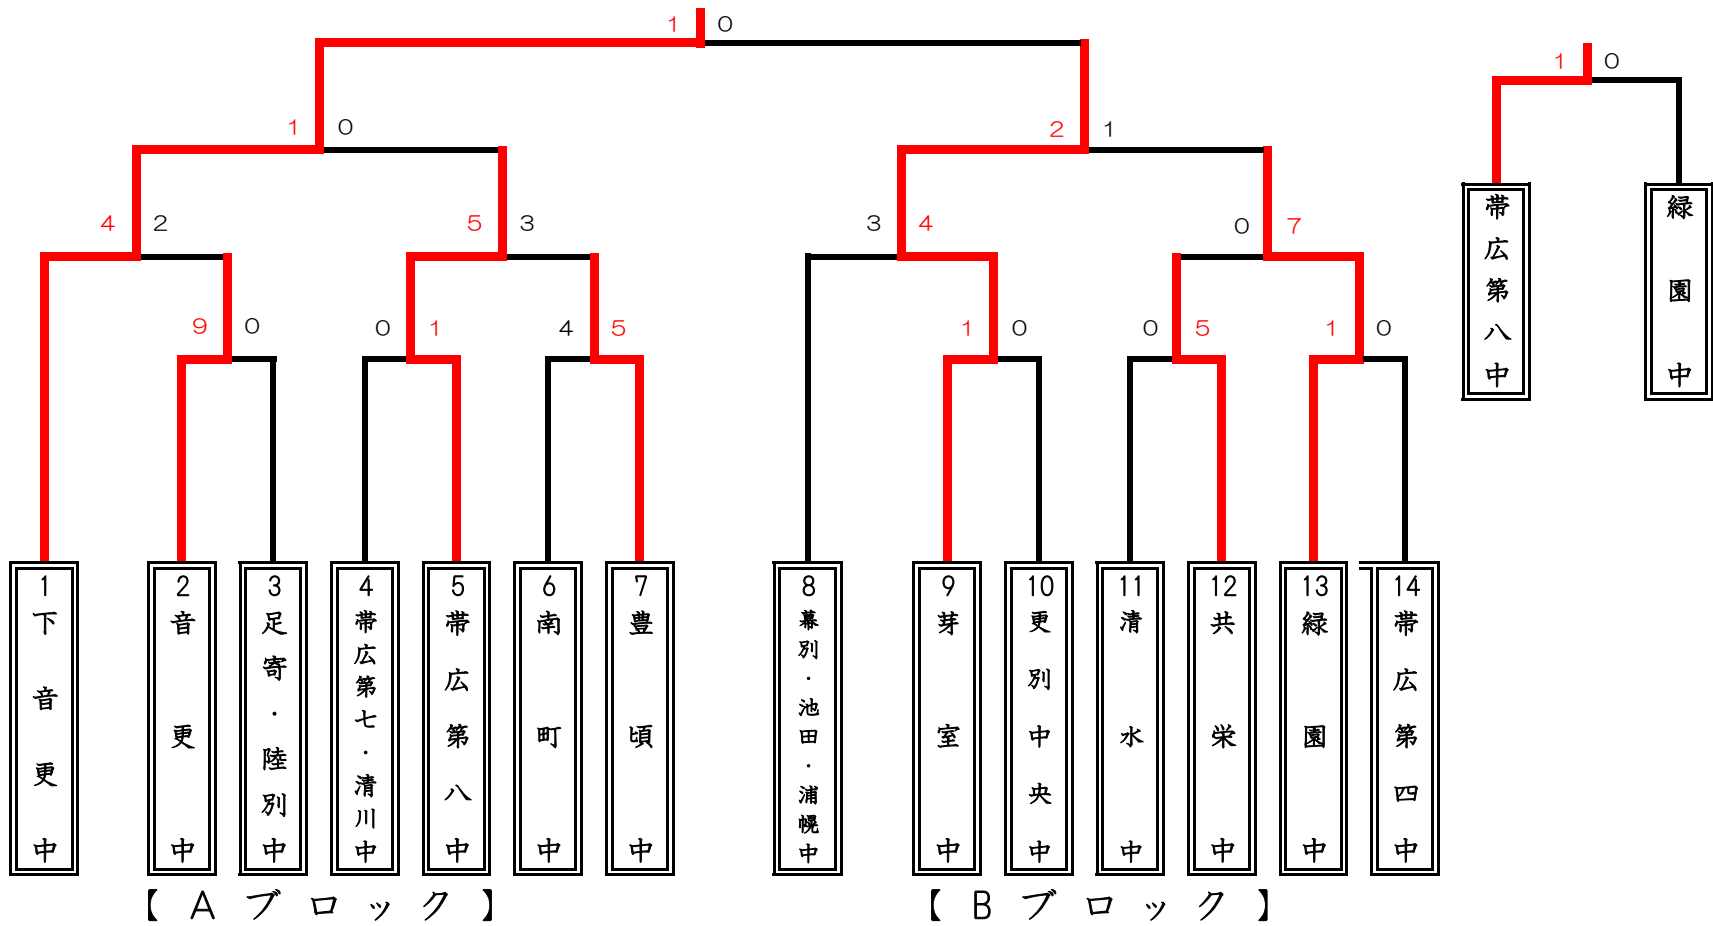 1 0
1 0
1 0
2 1
4 2
5 3
3 4
0 7
9 0
0 1
4 5
1 0
0 5
1 0
帯広第八中
緑園中
1 下音更中
2 音更中
3 足寄・陸別中
4 帯広第七・清川中
5 帯広第八中
6 南町中
7 豊頃中
8 幕別・池田・浦幌中
9 芽室中
10 更別中央中
11 清水中
12 共栄中
13 緑園中
14 帯広第四中
【 A ブ ロ ッ ク 】
【 B ブ ロ ッ ク 】